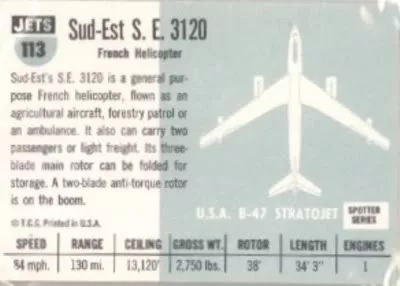 JETS
113
Sud-Est S. E. 3120
French Helicopter
Sud-Est's S.E. 3120 is a general pur-
pose French helicopter, flown as an
agricultural aircraft, forestry patrol or
an ambulance. It also can carry two
passengers or light freight. Its three-
blade main rotor can be folded for
storage. A two-blade anti-torque rotor
is on the boom.
© T.C.G. Printed in U.S.A.
U.S.A. B-47 STRATOJET
SPOTTER
SERIES
SPEED RANGE CEILING GROSS WT. ROTOR LENGTH ENGINES
84 mph. 130 mi. 13,120' 2,750 lbs. 38' 34' 3" 1